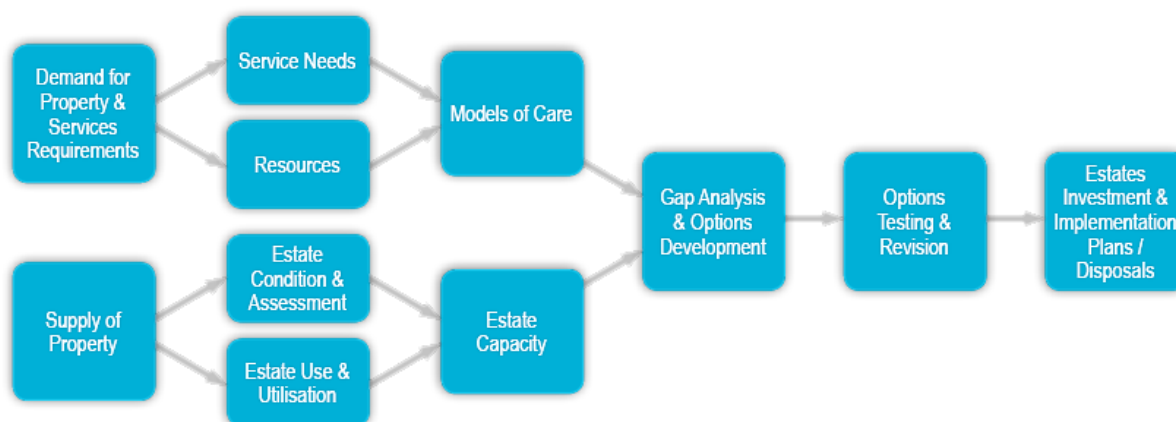 Demand for
Property &
Services
Requirements
Service Needs
Resources
Models of Care
Supply of
Property
Estate
Condition &
Assessment
Estate Use &
Utilisation
Estate
Capacity
Gap Analysis
& Options
Development
Options
Testing &
Revision
Estates
Investment &
Implementation
Plans /
Disposals